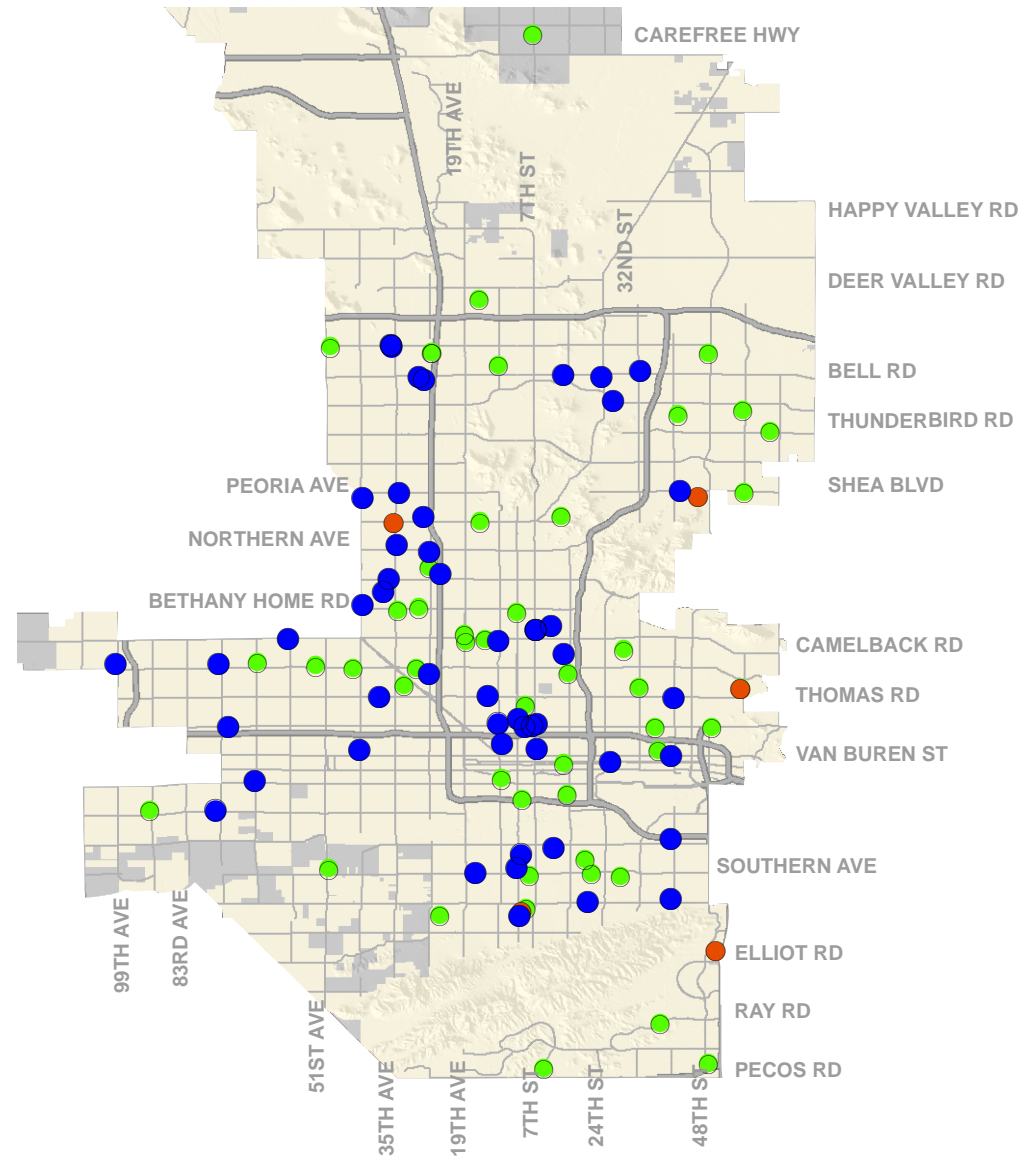 CAREFREE HWY
19TH AVE
7TH ST
HAPPY VALLEY RD
32ND ST
DEER VALLEY RD
BELL RD
THUNDERBIRD RD
PEORIA AVE
SHEA BLVD
NORTHERN AVE
BETHANY HOME RD
CAMELBACK RD
THOMAS RD
VAN BUREN ST
SOUTHERN AVE
99TH AVE
83RD AVE
ELLIOT RD
51ST AVE
RAY RD
PECOS RD
35TH AVE
19TH AVE
7TH ST
24TH ST
48TH ST